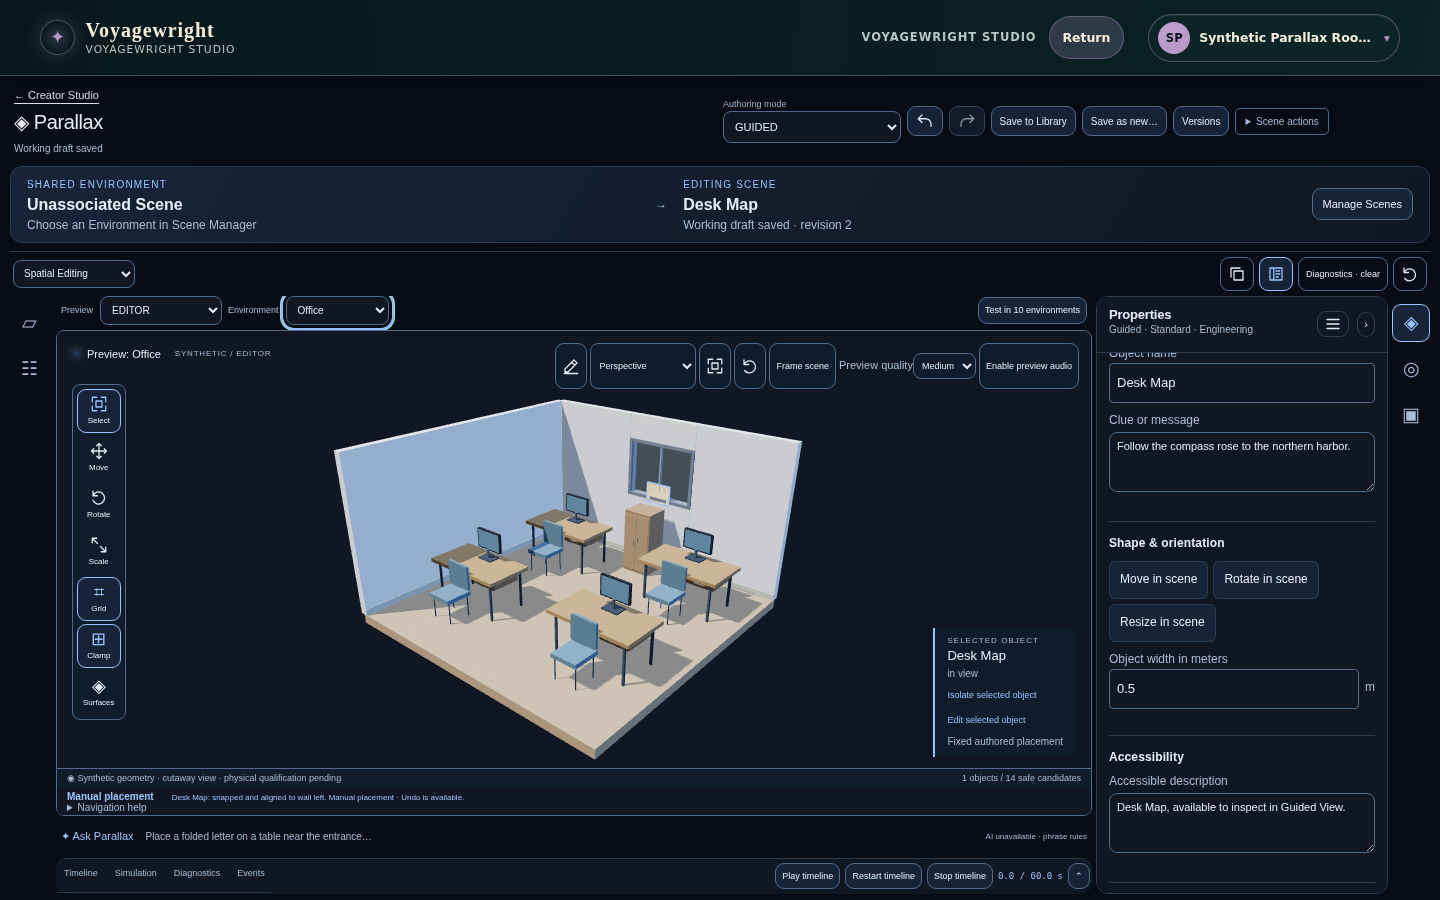 Voyagewright
VOYAGEWRIGHT STUDIO
VOYAGEWRIGHT STUDIO
Return
SP
Synthetic Parallax Roo...
← Creator Studio
Parallax
Working draft saved
Authoring mode
GUIDED
Save to Library
Save as new...
Versions
Scene actions
SHARED ENVIRONMENT
Unassociated Scene
Choose an Environment in Scene Manager
→
EDITING SCENE
Desk Map
Working draft saved · revision 2
Manage Scenes
Spatial Editing
Diagnostics · clear
Preview
EDITOR
Environment
Office
Test in 10 environments
Preview: Office
SYNTHETIC / EDITOR
Perspective
Frame scene
Preview quality
Medium
Enable preview audio
Select
Move
Rotate
Scale
Grid
Clamp
Surfaces
SELECTED OBJECT
Desk Map
in view
Isolate selected object
Edit selected object
Fixed authored placement
Synthetic geometry · cutaway view · physical qualification pending
1 objects / 14 safe candidates
Manual placement
Desk Map: snapped and aligned to wall left. Manual placement · Undo is available.
Navigation help
Ask Parallax
Place a folded letter on a table near the entrance...
AI unavailable · phrase rules
Timeline
Simulation
Diagnostics
Events
Play timeline
Restart timeline
Stop timeline
0.0 / 60.0 s
Properties
Guided · Standard · Engineering
Object name
Desk Map
Clue or message
Follow the compass rose to the northern harbor.
Shape & orientation
Move in scene
Rotate in scene
Resize in scene
Object width in meters
0.5
m
Accessibility
Accessible description
Desk Map, available to inspect in Guided View.